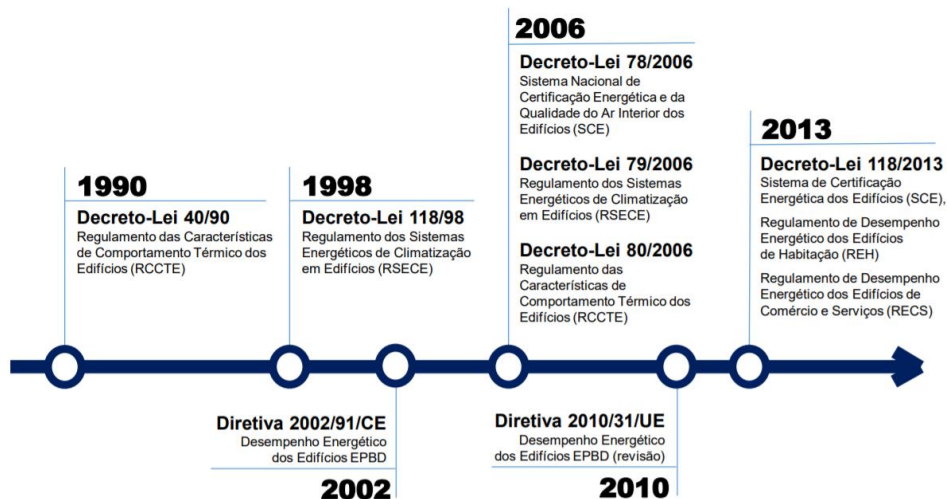 1990
Decreto-Lei 40/90
Regulamento das Características
de Comportamento Térmico dos
Edifícios (RCCTE)
1998
Decreto-Lei 118/98
Regulamento dos Sistemas
Energéticos de Climatização
em Edifícios (RSECE)
Diretiva 2002/91/CE
Desempenho Energético
dos Edifícios EPBD
2002
2006
Decreto-Lei 78/2006
Sistema Nacional de
Certificação Energética e da
Qualidade do Ar Interior dos
Edifícios (SCE)
Decreto-Lei 79/2006
Regulamento dos Sistemas
Energéticos de Climatização
em Edifícios (RSECE)
Decreto-Lei 80/2006
Regulamento das
Características de
Comportamento Térmico dos
Edifícios (RCCTE)
Diretiva 2010/31/UE
Desempenho Energético
dos Edifícios EPBD (revisão)
2010
2013
Decreto-Lei 118/2013
Sistema de Certificação
Energética dos Edifícios (SCE),
Regulamento de Desempenho
Energético dos Edifícios
de Habitação (REH)
Regulamento de Desempenho
Energético dos Edifícios de
Comércio e Serviços (RECS)